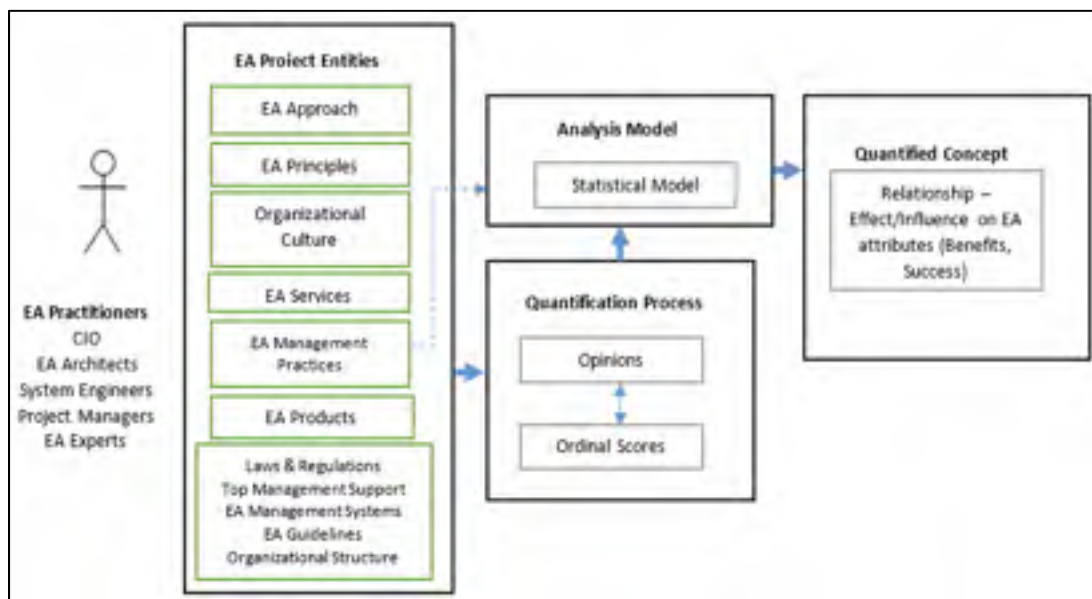 EA Practitioners
CIO
EA Architects
System Engineers
Project Managers
EA Experts
EA Project Entities
EA Approach
EA Principles
Organizational
Culture
EA Services
EA Management
Practices
EA Products
Laws & Regulations
Top Management Support
EA Management Systems
EA Guidelines
Organizational Structure
Analysis Model
Statistical Model
Quantification Process
Opinions
Ordinal Scores
Quantified Concept
Relationship –
Effect/Influence on EA
attributes (Benefits,
Success)